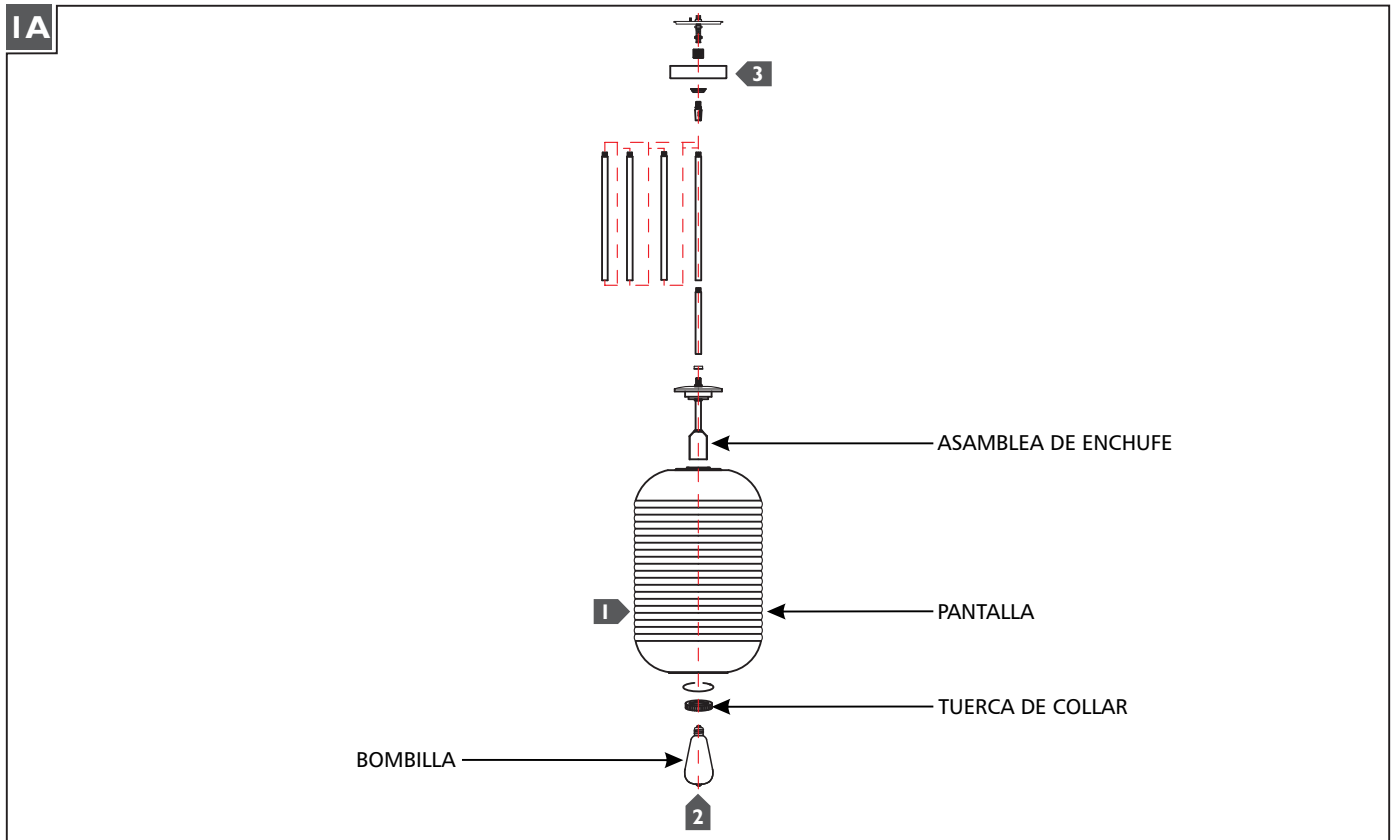 1A
3
ASAMBLEA DE ENCHUFE
1
PANTALLA
TUERCA DE COLLAR
BOMBILLA
2